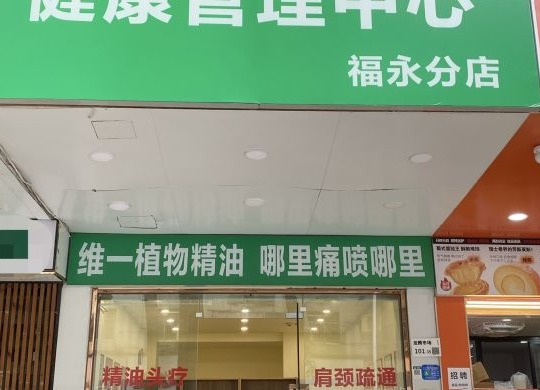 健康管理中心
福永分店
维一植物精油 哪里痛喷哪里
精油头疗
肩颈疏通
101
招聘